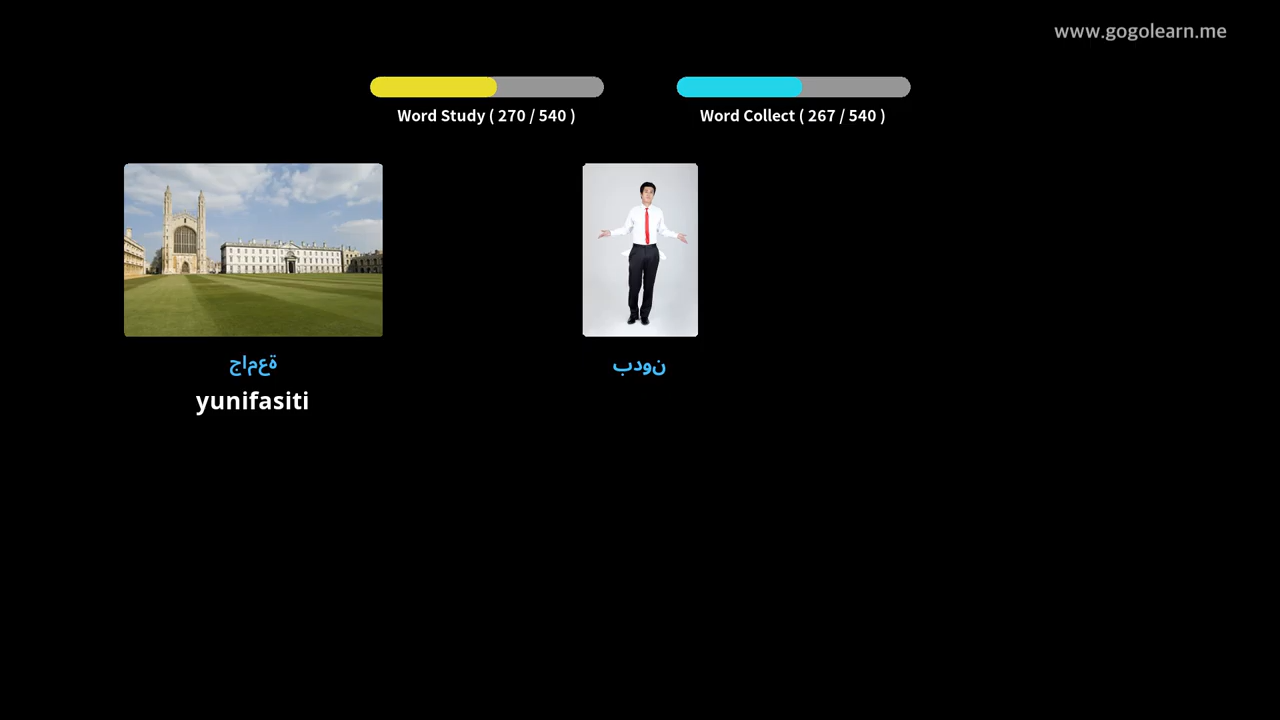 www.gogolearn.me
Word Study ( 270 / 540 )
Word Collect ( 267 / 540 )
جامعة
yunifasiti
بدون